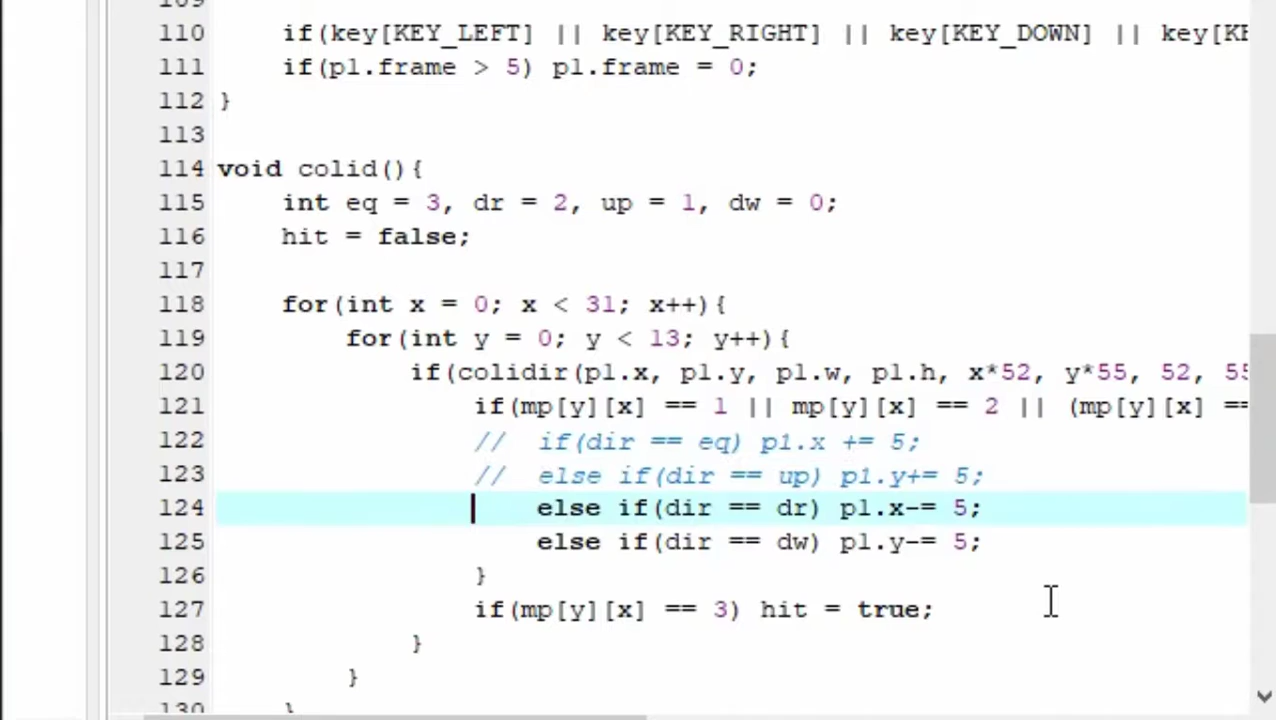 110 if(key[KEY_LEFT] || key[KEY_RIGHT] || key[KEY_DOWN] || key[KE
111 if(p1.frame > 5) p1.frame = 0;
112 }
113
114 void colid(){
115 int eq = 3, dr = 2, up = 1, dw = 0;
116 hit = false;
117
118 for(int x = 0; x < 31; x++){
119 for(int y = 0; y < 13; y++){
120 if(colidir(p1.x, p1.y, p1.w, p1.h, x*52, y*55, 52, 55
121 if(mp[y][x] == 1 || mp[y][x] == 2 || (mp[y][x] ==
122 // if(dir == eq) p1.x += 5;
123 // else if(dir == up) p1.y+= 5;
124 else if(dir == dr) p1.x-= 5;
125 else if(dir == dw) p1.y-= 5;
126 }
127 if(mp[y][x] == 3) hit = true;
128 }
129 }
130 }